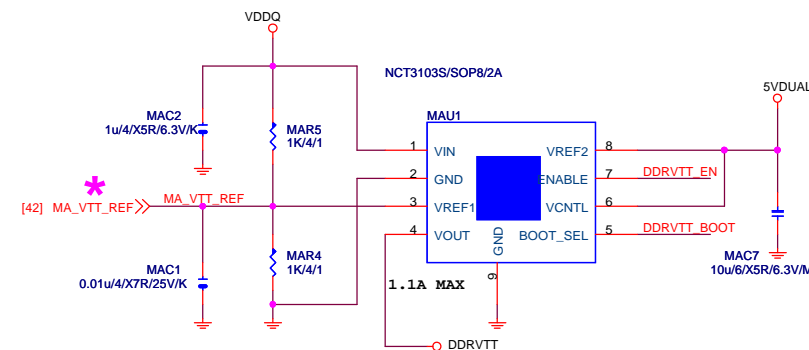 VDDQ
NCT3103S/SOP8/2A
5VDUAL
MAC2
1u/4/X5R/6.3V/K
MAR5
1K/4/1
MAU1
1 VIN VREF2 8
2 GND ENABLE 7 DDRVTT_EN
*
[42] MA_VTT_REF MA_VTT_REF 3 VREF1 VCNTL 6
4 VOUT BOOT_SEL 5 DDRVTT_BOOT
GND
9
MAC1
0.01u/4/X7R/25V/K
MAR4
1K/4/1
1.1A MAX
MAC7
10u/6/X5R/6.3V/M
DDRVTT